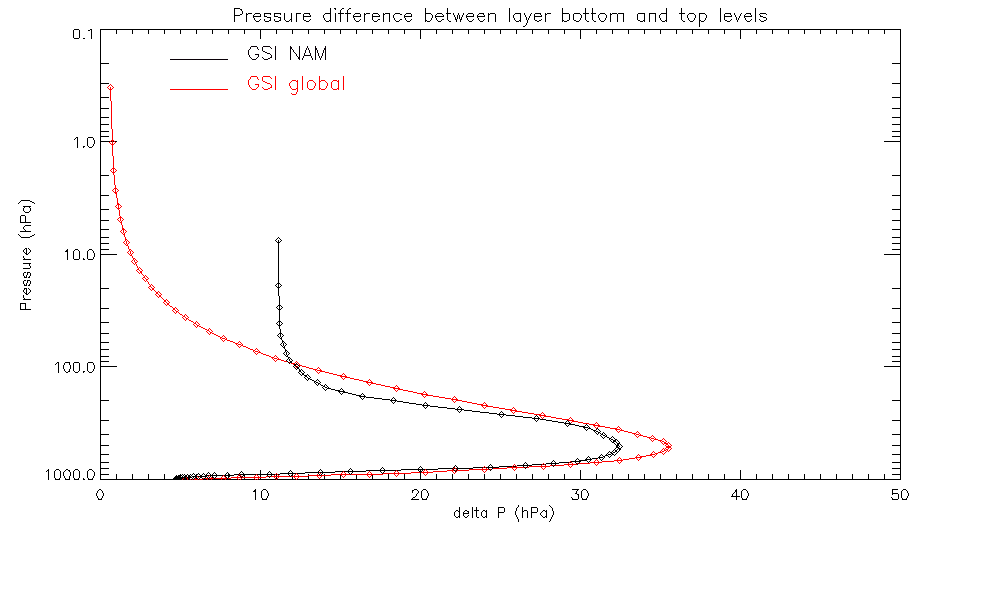 Pressure difference between layer bottom and top levels
0.1
GSI NAM
GSI global
1.0
Pressure (hPa)
10.0
100.0
1000.0
0 10 20 30 40 50
delta P (hPa)